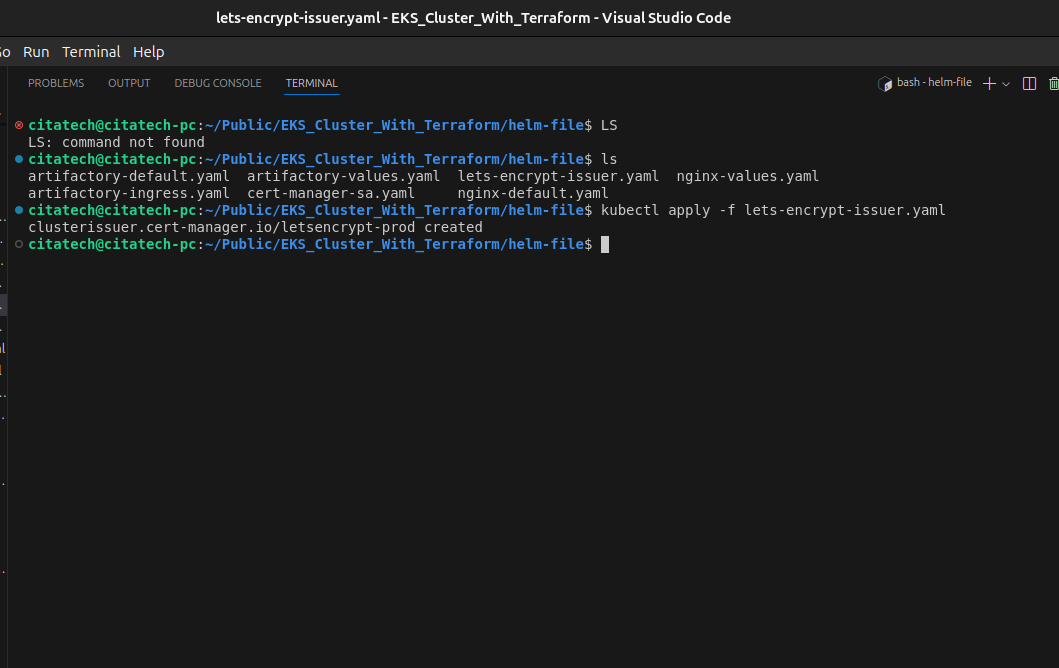 lets-encrypt-issuer.yaml - EKS_Cluster_With_Terraform - Visual Studio Code
Run Terminal Help
PROBLEMS OUTPUT DEBUG CONSOLE TERMINAL bash - helm-file
citatech@citatech-pc:~/Public/EKS_Cluster_With_Terraform/helm-file$ LS
LS: command not found
citatech@citatech-pc:~/Public/EKS_Cluster_With_Terraform/helm-file$ ls
artifactory-default.yaml  artifactory-values.yaml  lets-encrypt-issuer.yaml  nginx-values.yaml
artifactory-ingress.yaml  cert-manager-sa.yaml     nginx-default.yaml
citatech@citatech-pc:~/Public/EKS_Cluster_With_Terraform/helm-file$ kubectl apply -f lets-encrypt-issuer.yaml
clusterissuer.cert-manager.io/letsencrypt-prod created
citatech@citatech-pc:~/Public/EKS_Cluster_With_Terraform/helm-file$